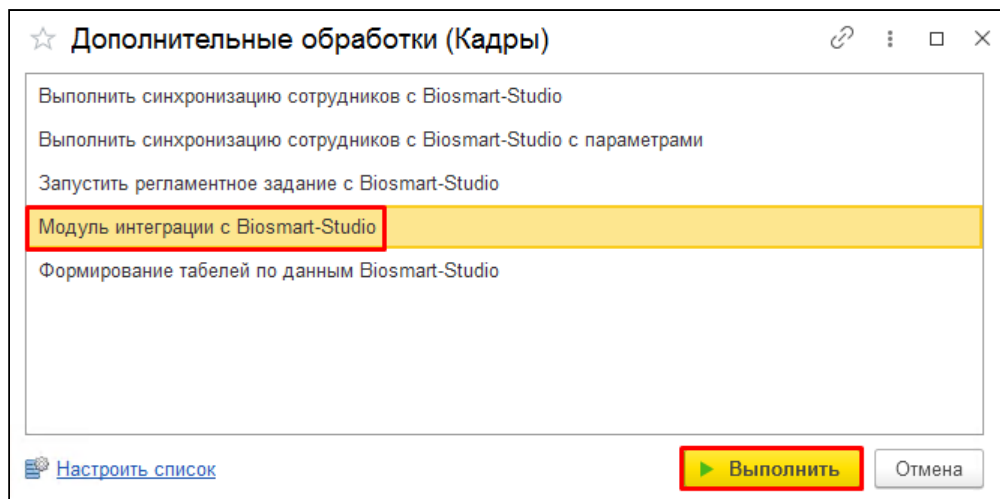 Дополнительные обработки (Кадры)
Выполнить синхронизацию сотрудников с Biosmart-Studio
Выполнить синхронизацию сотрудников с Biosmart-Studio с параметрами
Запустить регламентное задание с Biosmart-Studio
Модуль интеграции с Biosmart-Studio
Формирование табелей по данным Biosmart-Studio
Настроить список
Выполнить
Отмена